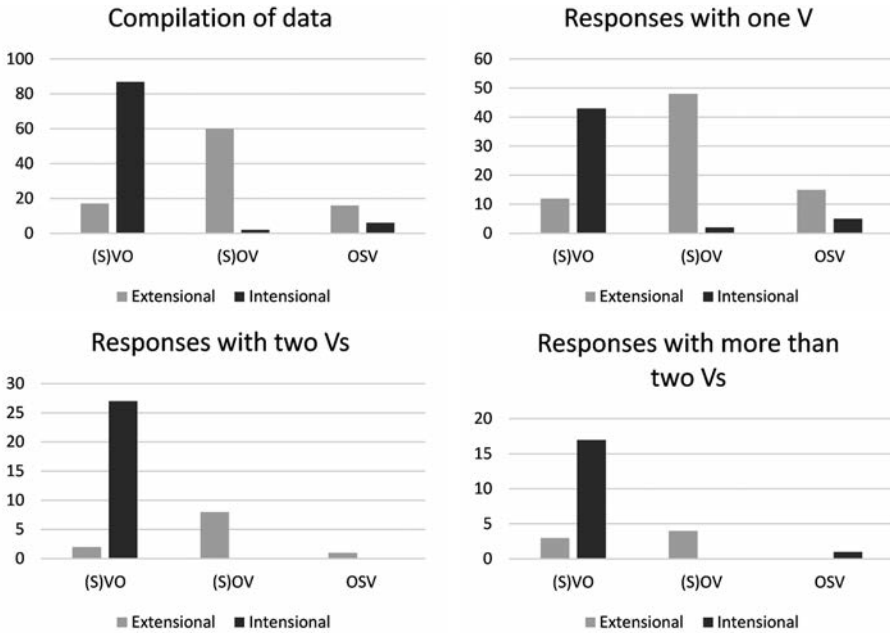 Compilation of data
100
80
60
40
20
0
(S)VO (S)OV OSV
Extensional Intensional
Responses with one V
60
50
40
30
20
10
0
(S)VO (S)OV OSV
Extensional Intensional
Responses with two Vs
30
25
20
15
10
5
0
(S)VO (S)OV OSV
Extensional Intensional
Responses with more than
two Vs
20
15
10
5
0
(S)VO (S)OV OSV
Extensional Intensional